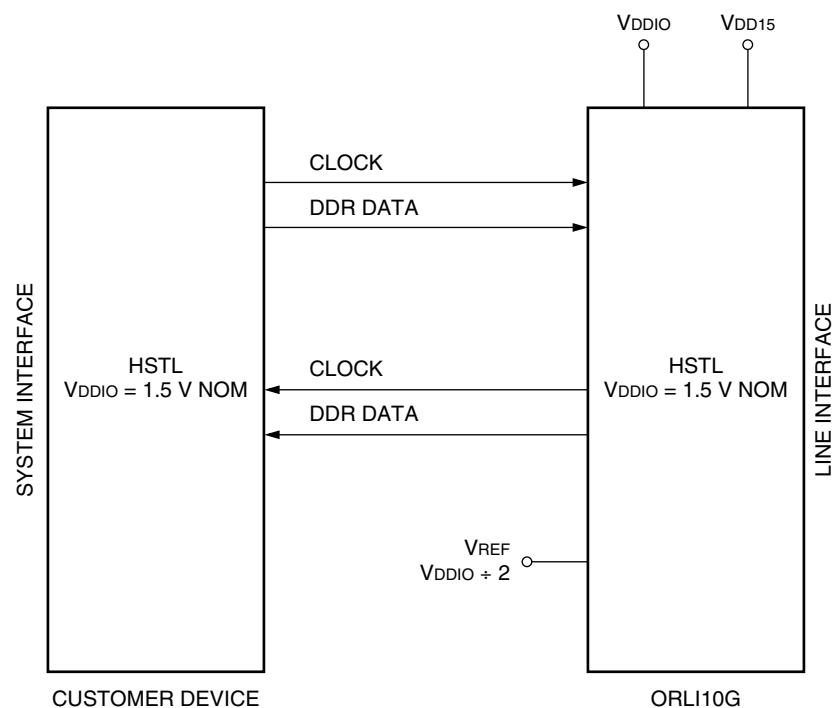 VDDIO
VDD15
CLOCK
DDR DATA
SYSTEM INTERFACE
HSTL
VDDIO = 1.5 V NOM
CLOCK
DDR DATA
HSTL
VDDIO = 1.5 V NOM
LINE INTERFACE
VREF
VDDIO ÷ 2
CUSTOMER DEVICE
ORLI10G